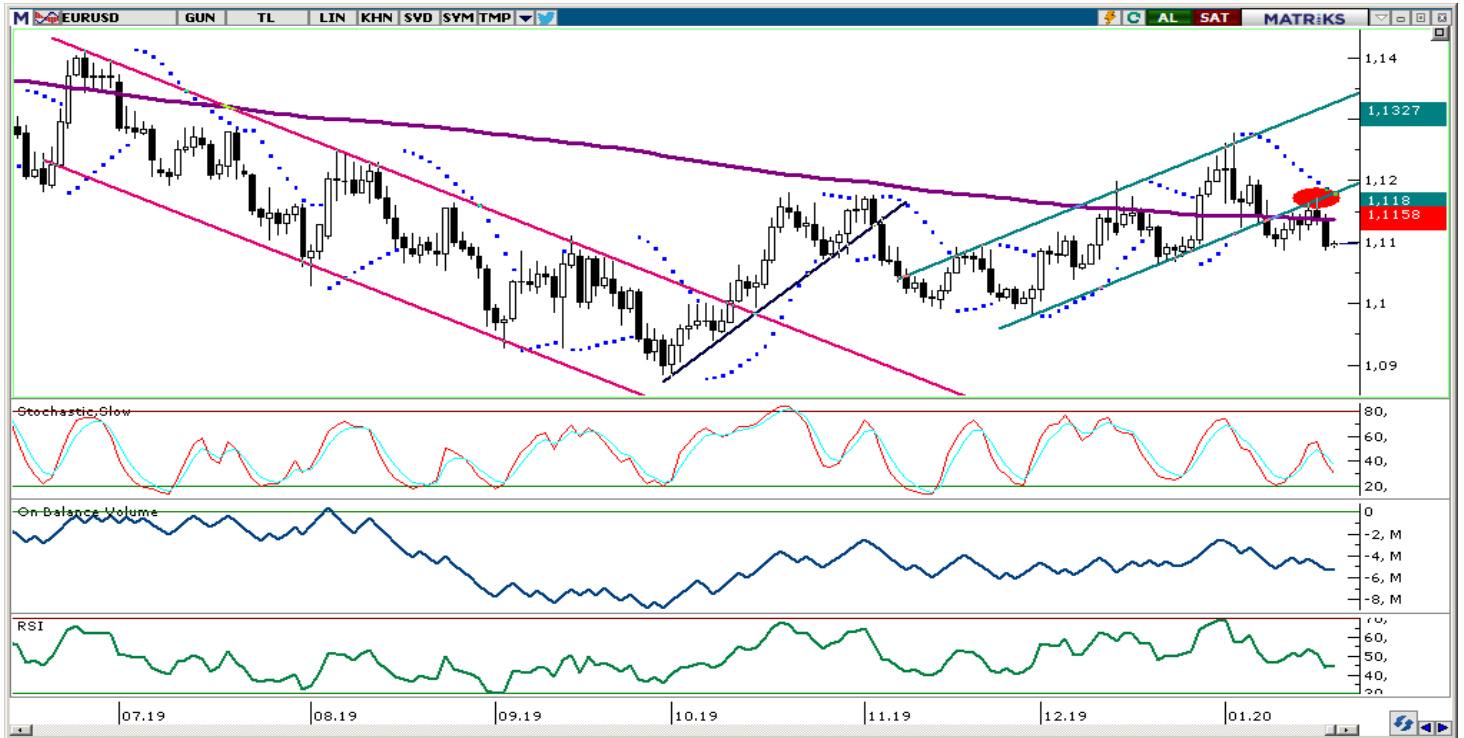 M EURUSD GUN TL LIN KHN SVD SYM TMP AL SAT MATRiKS
1,14
1,1327
1,12
1,118
1,1158
1,11
1,1
1,09
Stochastic,Slow
80,
60,
40,
20,
On Balance Volume
0
-2, M
-4, M
-6, M
-8, M
RSI
70,
60,
50,
40,
30
07.19 08.19 09.19 10.19 11.19 12.19 01.20